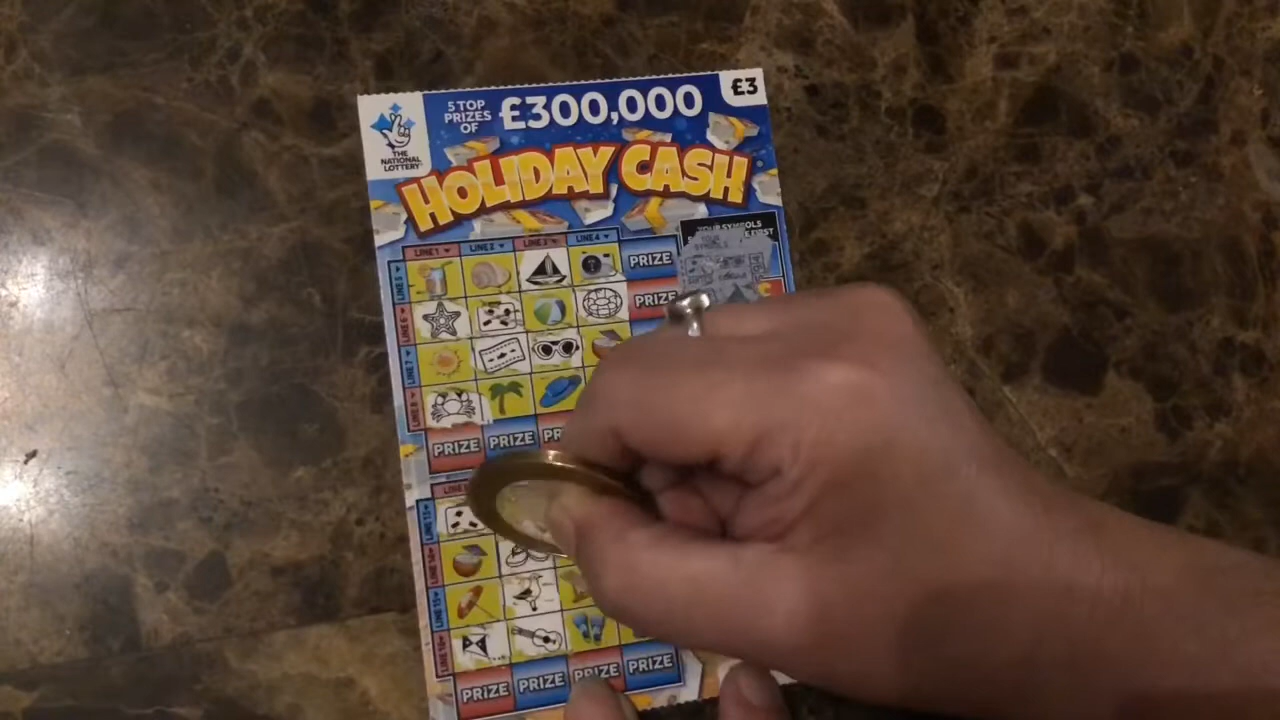 £3
5 TOP PRIZES OF £300,000
THE NATIONAL LOTTERY
HOLIDAY CASH
YOUR SYMBOLS
LINE 1 LINE 2 LINE 3 LINE 4
PRIZE
LINE 5
PRIZE
LINE 6
LINE 7
LINE 8
PRIZE PRIZE
LINE 13
LINE 15
LINE 16
PRIZE PRIZE PRIZE PRIZE